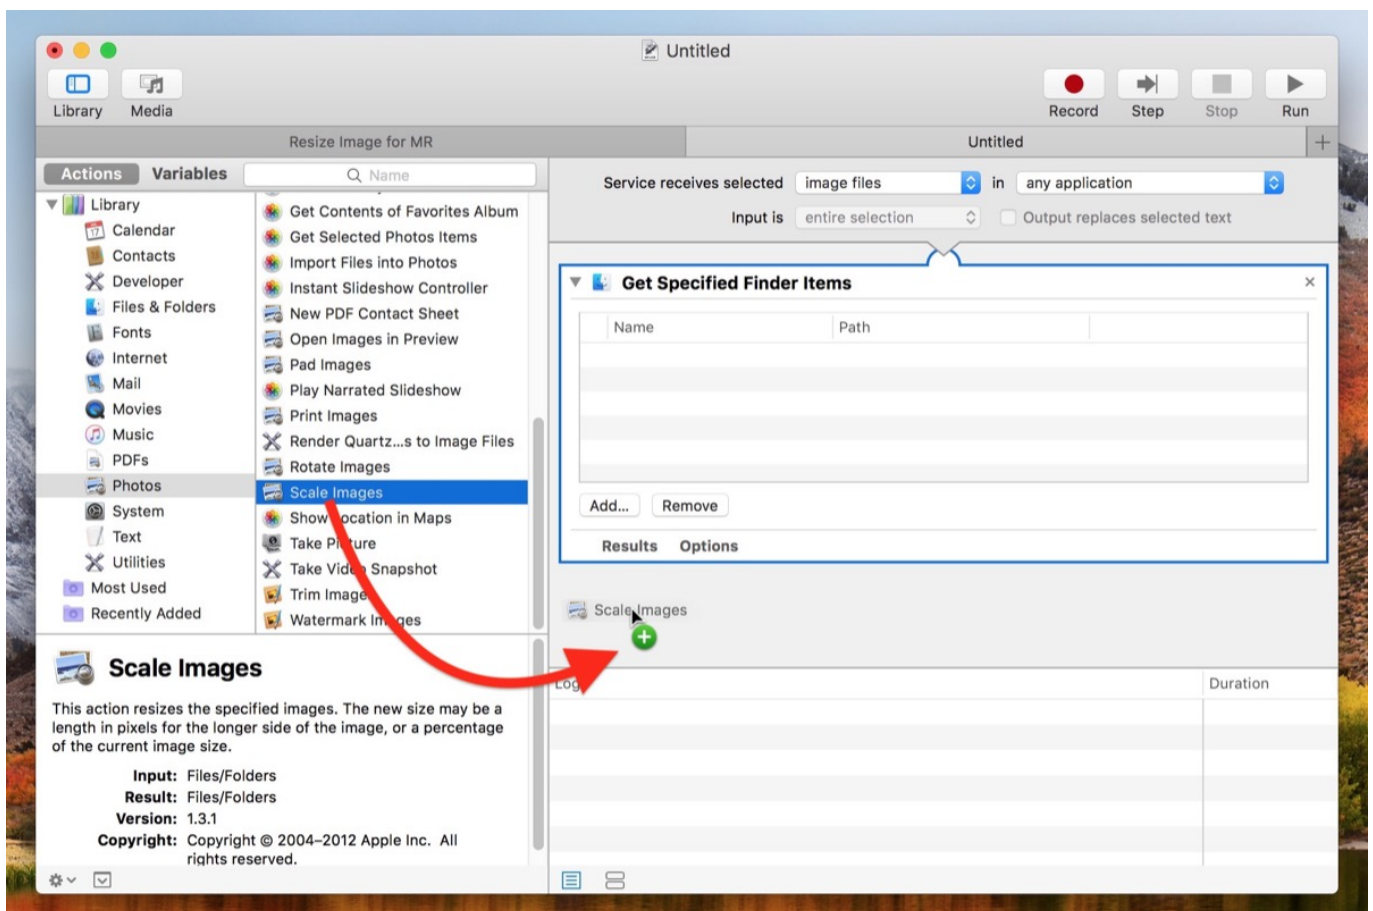 Untitled
Library
Media
Record
Step
Stop
Run
Resize Image for MR
Untitled
Actions
Variables
Name
Library
Calendar
Contacts
Developer
Files & Folders
Fonts
Internet
Mail
Movies
Music
PDFs
Photos
System
Text
Utilities
Most Used
Recently Added
Get Contents of Favorites Album
Get Selected Photos Items
Import Files into Photos
Instant Slideshow Controller
New PDF Contact Sheet
Open Images in Preview
Pad Images
Play Narrated Slideshow
Print Images
Render Quartz...s to Image Files
Rotate Images
Scale Images
Show Location in Maps
Take Picture
Take Video Snapshot
Trim Images
Watermark Images
Scale Images
This action resizes the specified images. The new size may be a
length in pixels for the longer side of the image, or a percentage
of the current image size.
Input: Files/Folders
Result: Files/Folders
Version: 1.3.1
Copyright: Copyright © 2004–2012 Apple Inc. All
rights reserved.
Service receives selected image files in any application
Input is entire selection Output replaces selected text
Get Specified Finder Items
Name Path
Add... Remove
Results Options
Scale Images
Log Duration